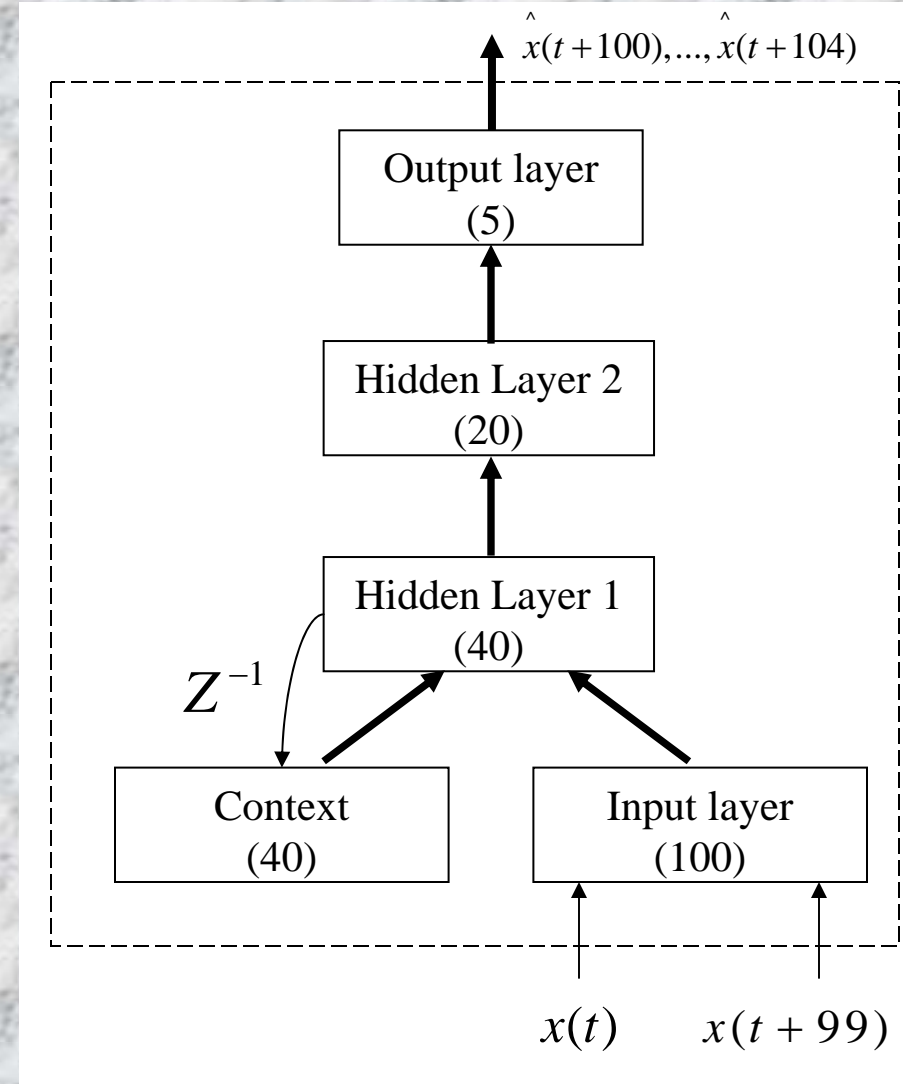 x̂(t+100),...,x̂(t+104)
Output layer
(5)
Hidden Layer 2
(20)
Hidden Layer 1
(40)
Z⁻¹
Context
(40)
Input layer
(100)
x(t)
x(t + 99)